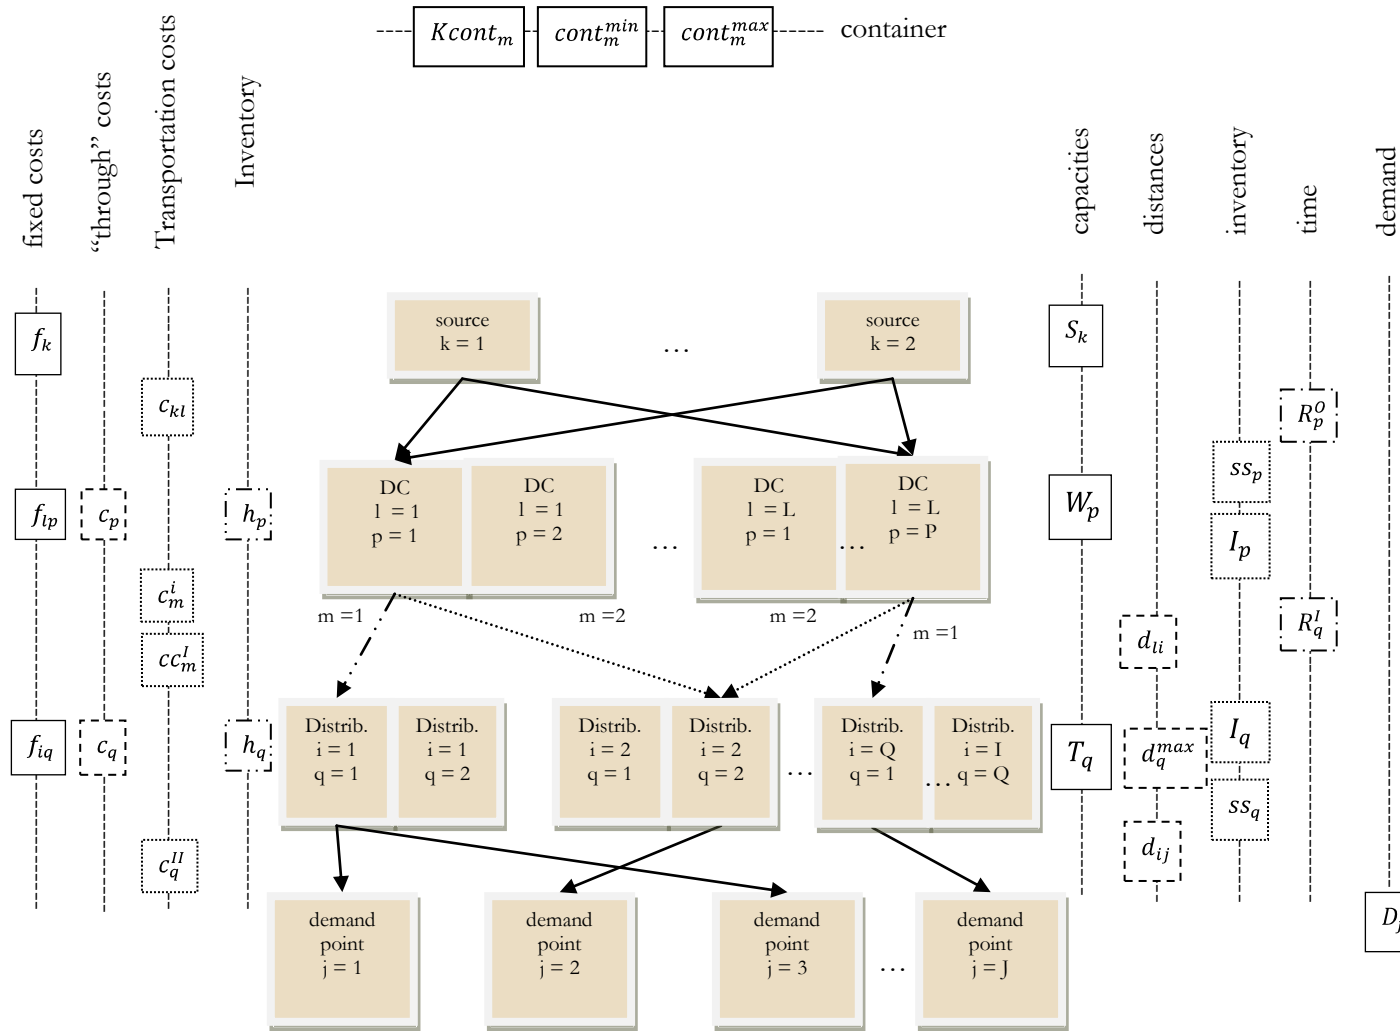 Kcont_m cont_m^min cont_m^max container
fixed costs
“through” costs
Transportation costs
Inventory
capacities
distances
inventory
time
demand
source
k = 1
…
source
k = 2
f_k
S_k
c_kl
R_p^O
ss_p
DC
l = 1
p = 1
DC
l = 1
p = 2
…
DC
l = L
p = 1
…
DC
l = L
p = P
f_lp
c_p
h_p
W_p
I_p
c_m^i
cc_m^I
m =1
m =2
m =2
m =1
R_q^I
d_li
Distrib.
i = 1
q = 1
Distrib.
i = 1
q = 2
Distrib.
i = 2
q = 1
Distrib.
i = 2
q = 2
…
Distrib.
i = Q
q = 1
…
Distrib.
i = I
q = Q
f_iq
c_q
h_q
T_q
d_q^max
I_q
ss_q
c_q^II
d_ij
demand
point
j = 1
demand
point
j = 2
demand
point
j = 3
…
demand
point
j = J